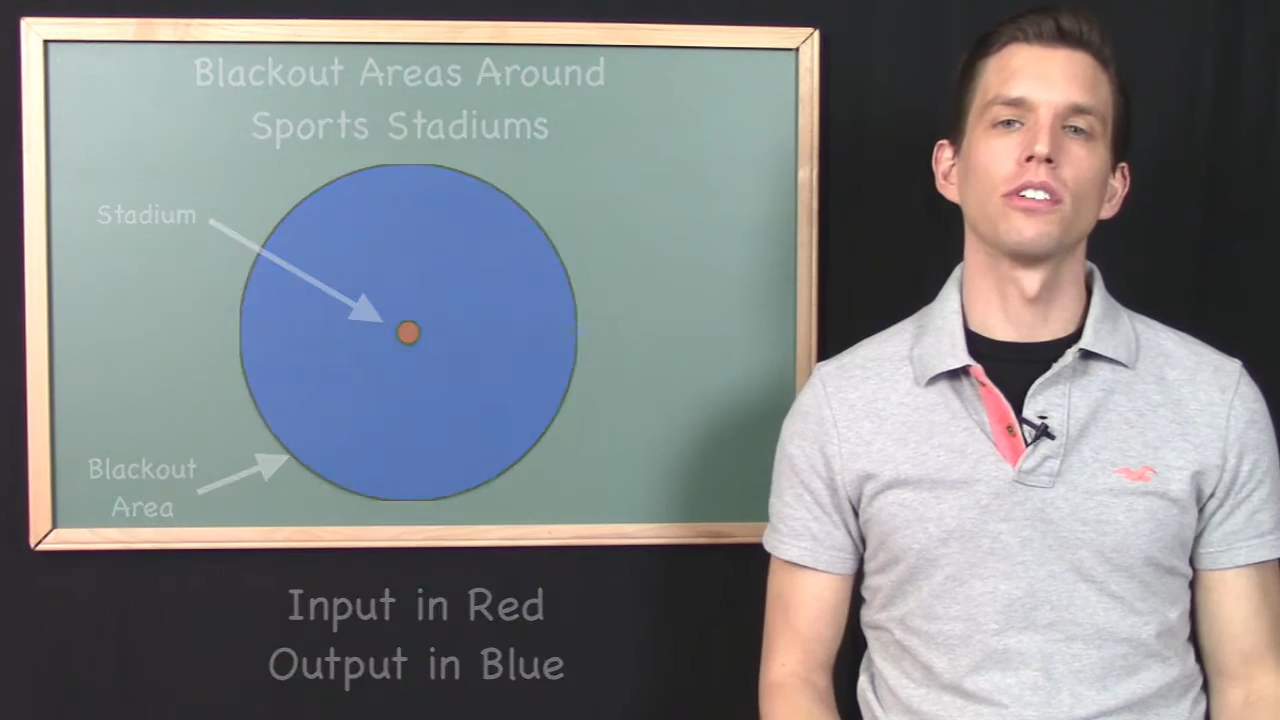 Blackout Areas Around
Sports Stadiums
Stadium
Blackout
Area
Input in Red
Output in Blue